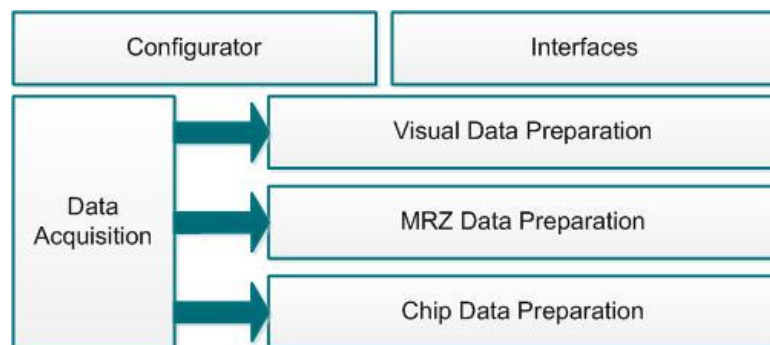 Configurator
Interfaces
Visual Data Preparation
Data
Acquisition
MRZ Data Preparation
Chip Data Preparation